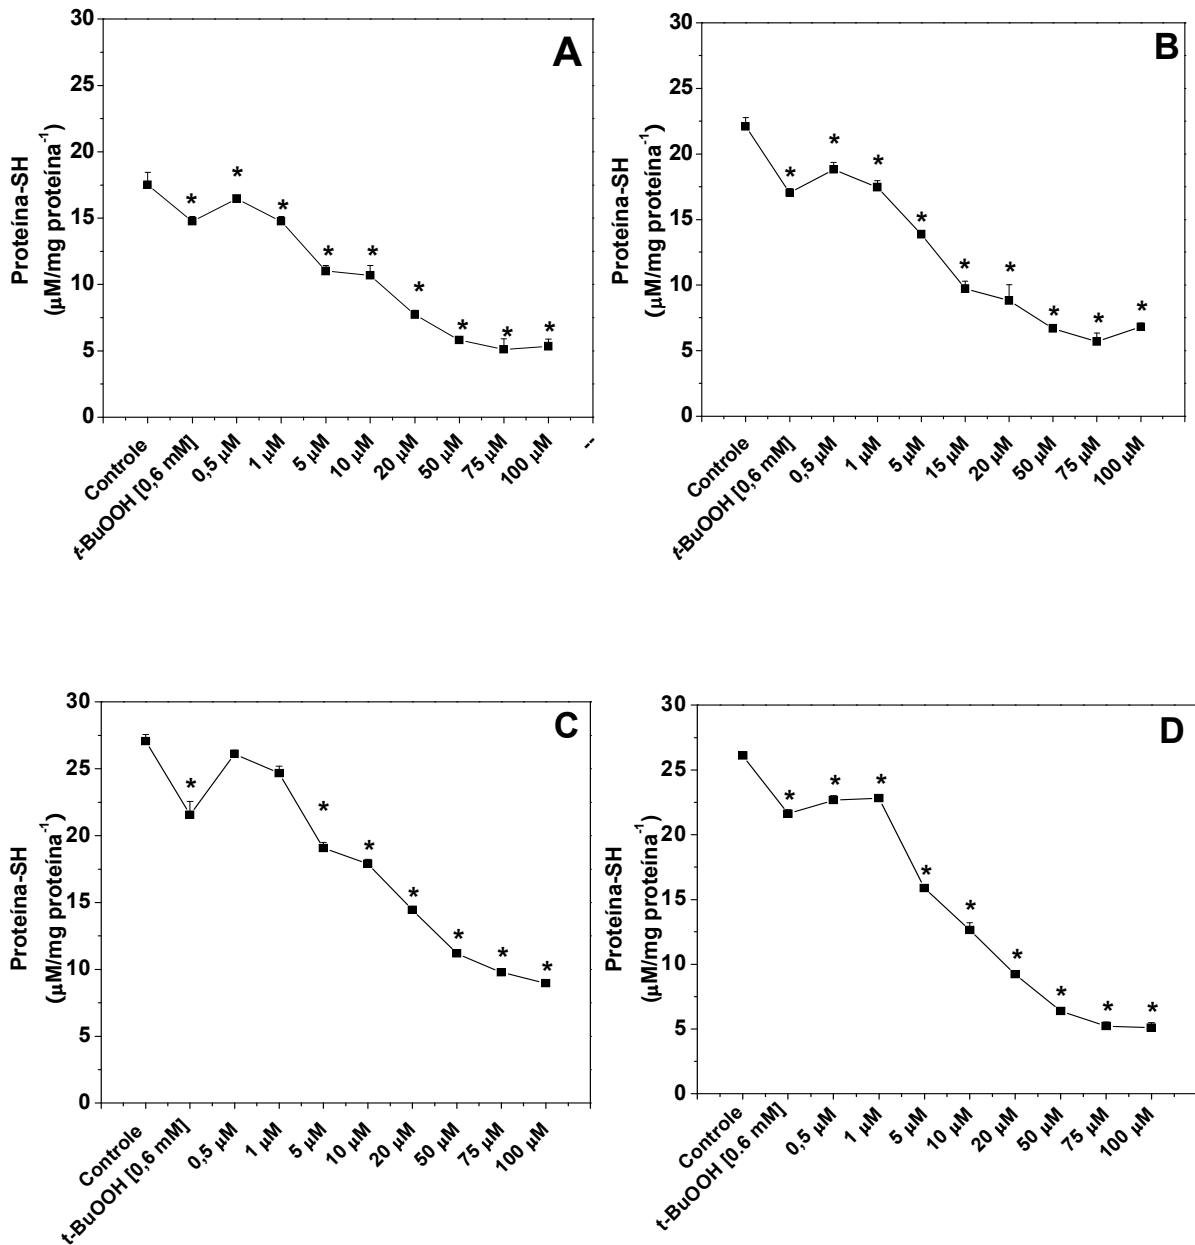 A
30
25
20
15
10
5
0
Proteína-SH
(µM/mg proteína⁻¹)
* * * * * * * * *
Controle
t-BuOOH [0,6 mM]
0,5 µM
1 µM
5 µM
10 µM
20 µM
50 µM
75 µM
100 µM
--
B
30
25
20
15
10
5
0
Proteína-SH
(µM/mg proteína⁻¹)
* * * * * * * * *
Controle
t-BuOOH [0,6 mM]
0,5 µM
1 µM
5 µM
15 µM
20 µM
50 µM
75 µM
100 µM
C
30
25
20
15
10
5
0
Proteína-SH
(µM/mg proteína⁻¹)
* * * * * * *
Controle
t-BuOOH [0,6 mM]
0,5 µM
1 µM
5 µM
10 µM
20 µM
50 µM
75 µM
100 µM
D
30
25
20
15
10
5
0
Proteína-SH
(µM/mg proteína⁻¹)
* * * * * * * * *
Controle
t-BuOOH [0.6 mM]
0,5 µM
1 µM
5 µM
10 µM
20 µM
50 µM
75 µM
100 µM